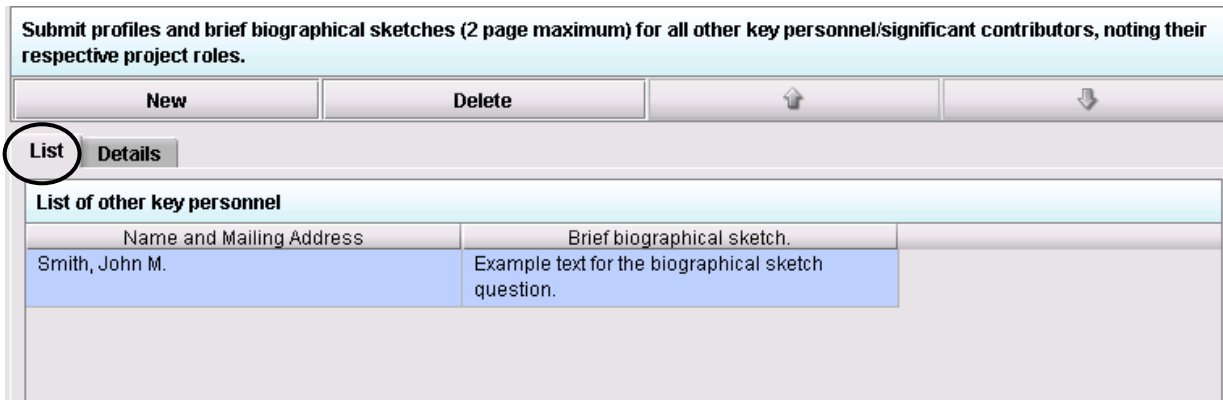 Submit profiles and brief biographical sketches (2 page maximum) for all other key personnel/significant contributors, noting their
respective project roles.
New Delete
List Details
List of other key personnel
Name and Mailing Address Brief biographical sketch.
Smith, John M. Example text for the biographical sketch
question.